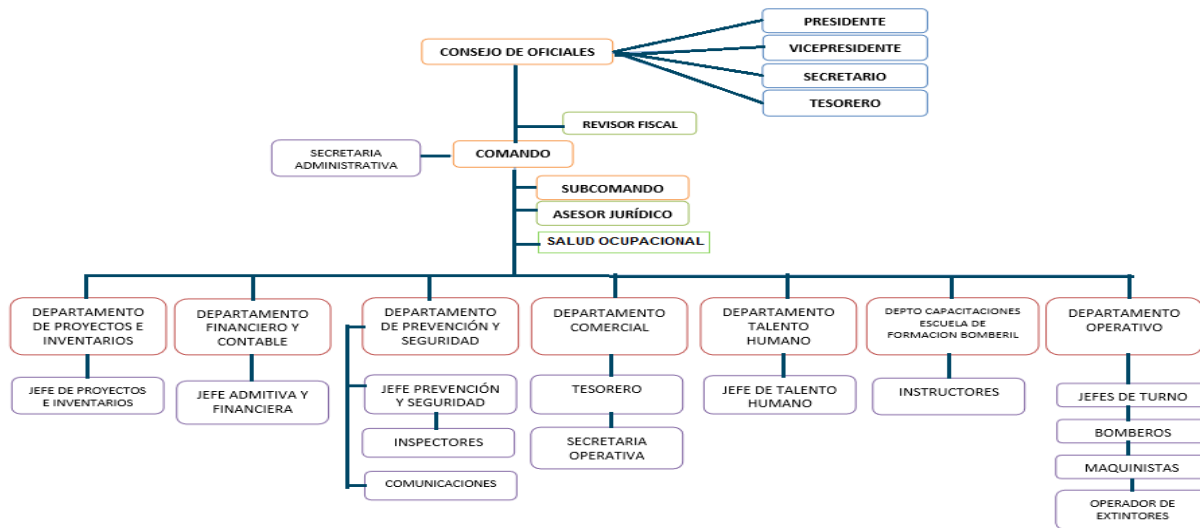 PRESIDENTE
CONSEJO DE OFICIALES
VICEPRESIDENTE
SECRETARIO
TESORERO
REVISOR FISCAL
SECRETARIA
ADMINISTRATIVA
COMANDO
SUBCOMANDO
ASESOR JURÍDICO
SALUD OCUPACIONAL
DEPARTAMENTO
DE PROYECTOS E
INVENTARIOS
DEPARTAMENTO
FINANCIERO Y
CONTABLE
DEPARTAMENTO
DE PREVENCIÓN Y
SEGURIDAD
DEPARTAMENTO
COMERCIAL
DEPARTAMENTO
TALENTO
HUMANO
DEPTO CAPACITACIONES
ESCUELA DE
FORMACION BOMBERIL
DEPARTAMENTO
OPERATIVO
JEFE DE PROYECTOS
E INVENTARIOS
JEFE ADMITIVA Y
FINANCIERA
JEFE PREVENCIÓN
Y SEGURIDAD
INSPECTORES
COMUNICACIONES
TESORERO
SECRETARIA
OPERATIVA
JEFE DE TALENTO
HUMANO
INSTRUCTORES
JEFES DE TURNO
BOMBEROS
MAQUINISTAS
OPERADOR DE
EXTINTORES